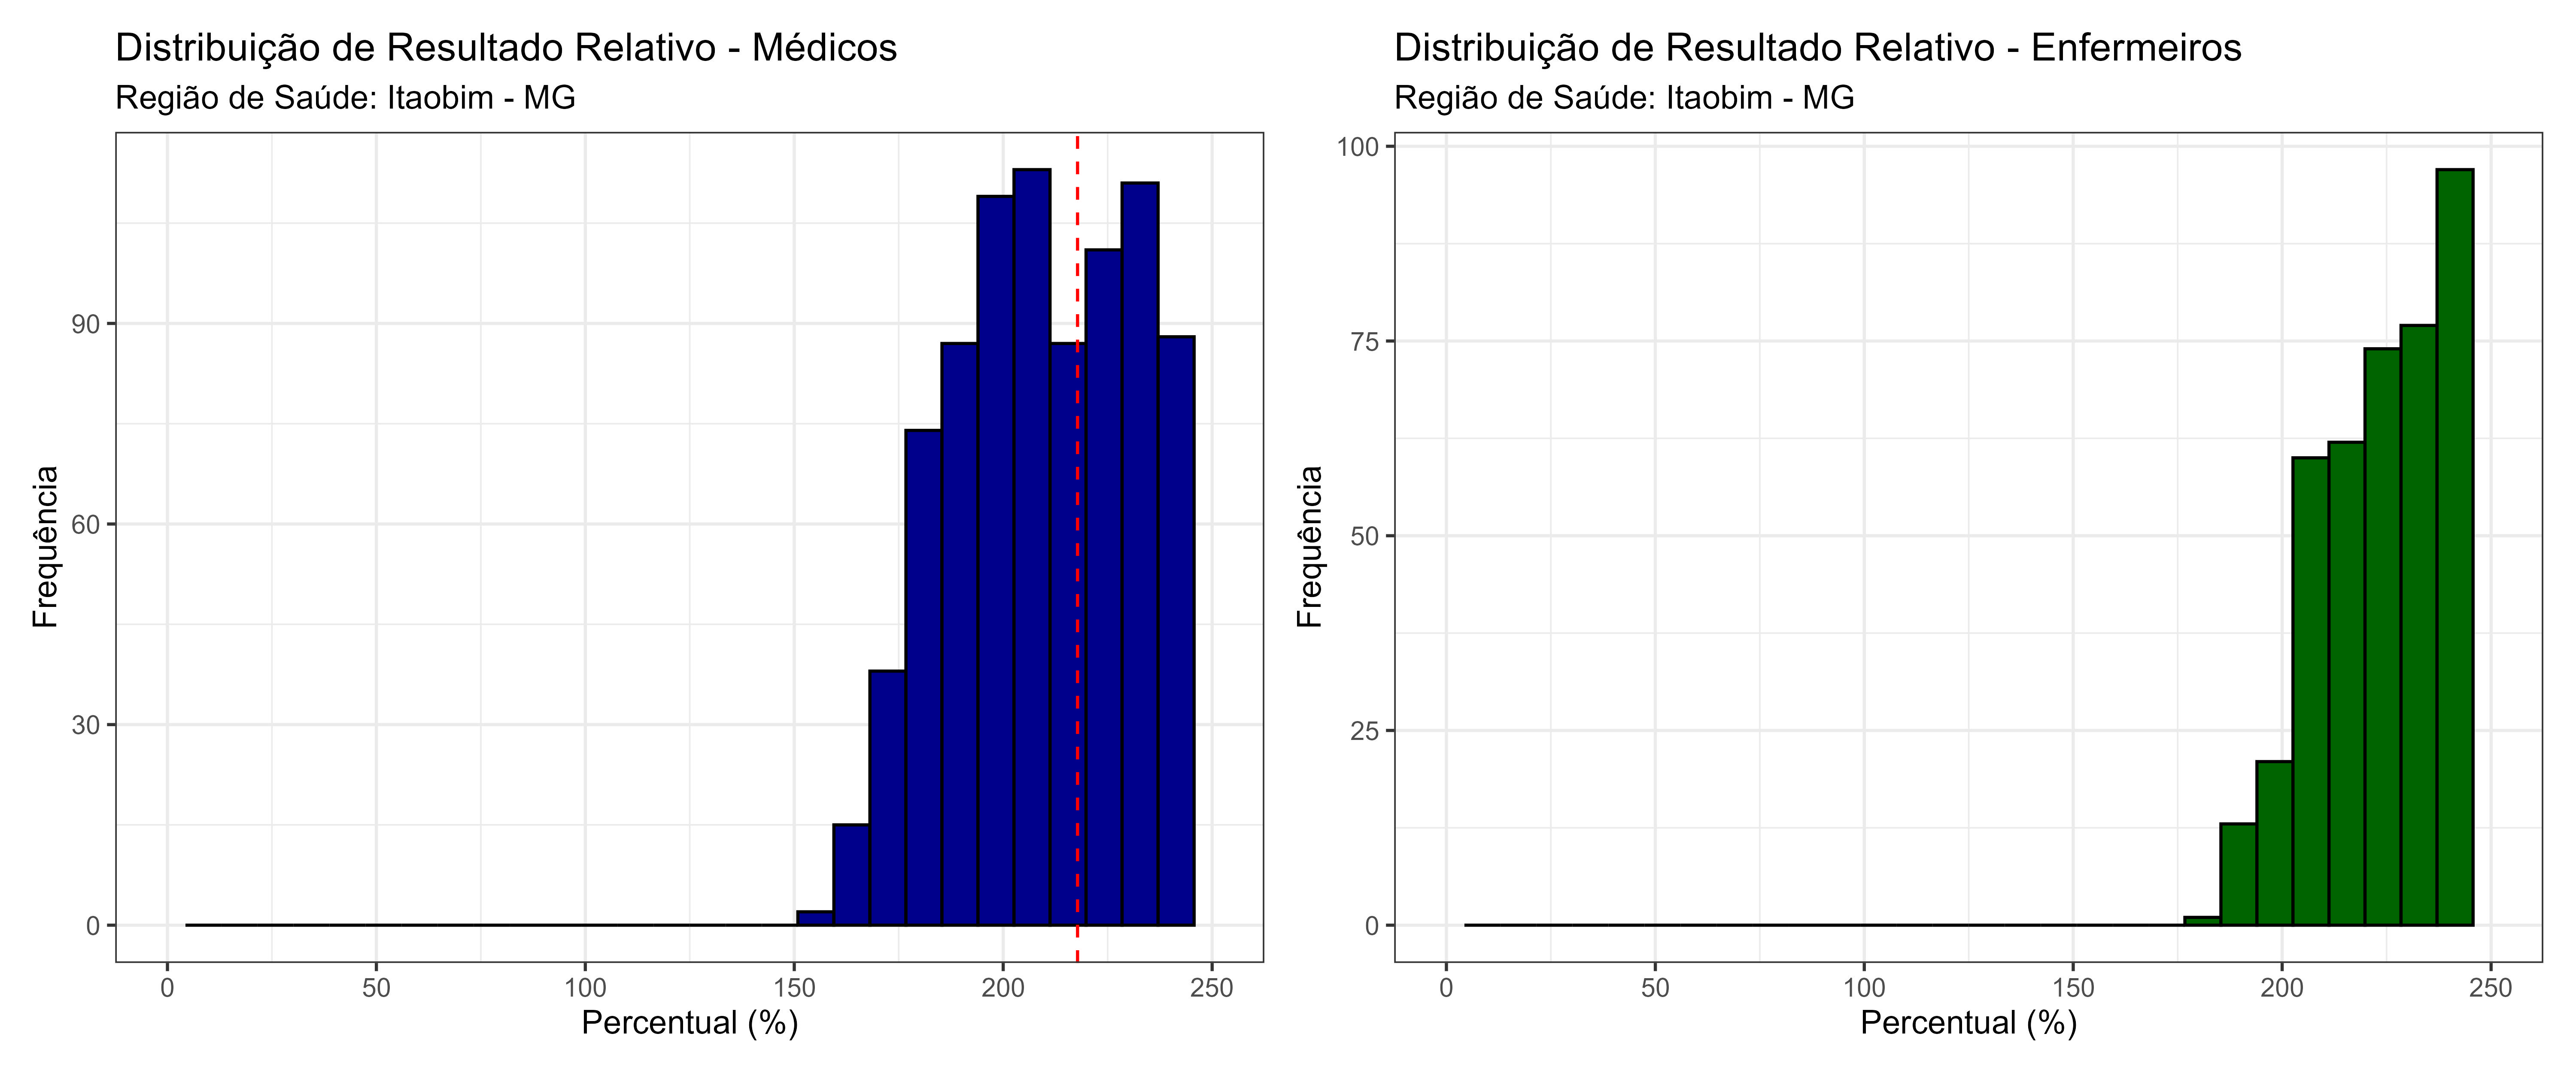 Distribuição de Resultado Relativo - Médicos
Região de Saúde: Itaobim - MG
Frequência
90
60
30
0
0 50 100 150 200 250
Percentual (%)
Distribuição de Resultado Relativo - Enfermeiros
Região de Saúde: Itaobim - MG
Frequência
100
75
50
25
0
0 50 100 150 200 250
Percentual (%)